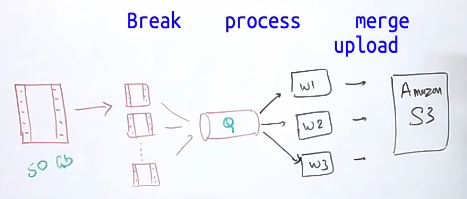 Break process merge
upload
50 Gb
Q
W1
W2
W3
Amazon
S3